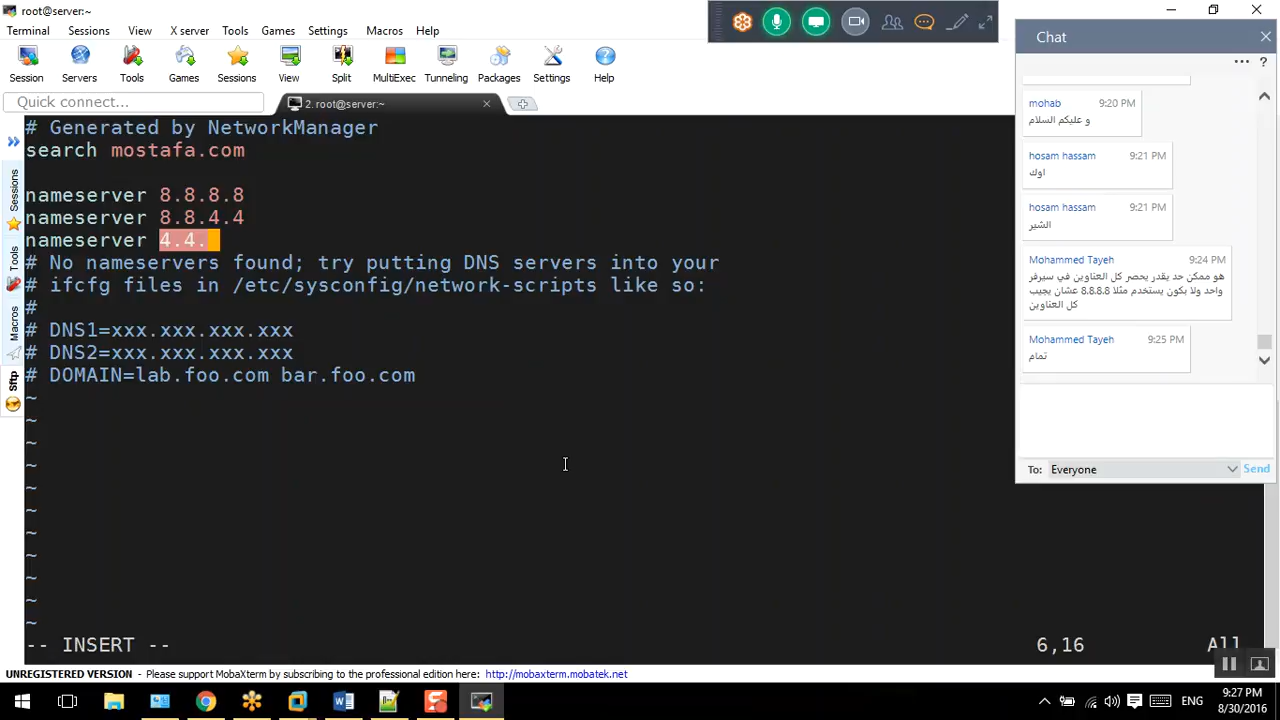 root@server:~
Terminal Sessions View X server Tools Games Settings Macros Help
Session Servers Tools Games Sessions View Split MultiExec Tunneling Packages Settings Help
Quick connect...
2. root@server:~
Sessions
Tools
Macros
Sftp
# Generated by NetworkManager
search mostafa.com
nameserver 8.8.8.8
nameserver 8.8.4.4
nameserver 4.4.
# No nameservers found; try putting DNS servers into your
# ifcfg files in /etc/sysconfig/network-scripts like so:
#
# DNS1=xxx.xxx.xxx.xxx
# DNS2=xxx.xxx.xxx.xxx
# DOMAIN=lab.foo.com bar.foo.com
~
~
~
~
~
~
~
~
~
~
~
-- INSERT -- 6,16 All
Chat
mohab 9:20 PM
و عليكم السلام
hosam hassam 9:21 PM
اوك
hosam hassam 9:21 PM
الشير
Mohammed Tayeh 9:24 PM
هو ممكن حد يقدر يحصر كل العناوين في سيرفر
واحد ولا يكون يستخدم مثلا 8.8.8.8 عشان يجيب
كل العناوين
Mohammed Tayeh 9:25 PM
تمام
To: Everyone Send
UNREGISTERED VERSION - Please support MobaXterm by subscribing to the professional edition here: http://mobaxterm.mobatek.net
ENG
9:27 PM
8/30/2016